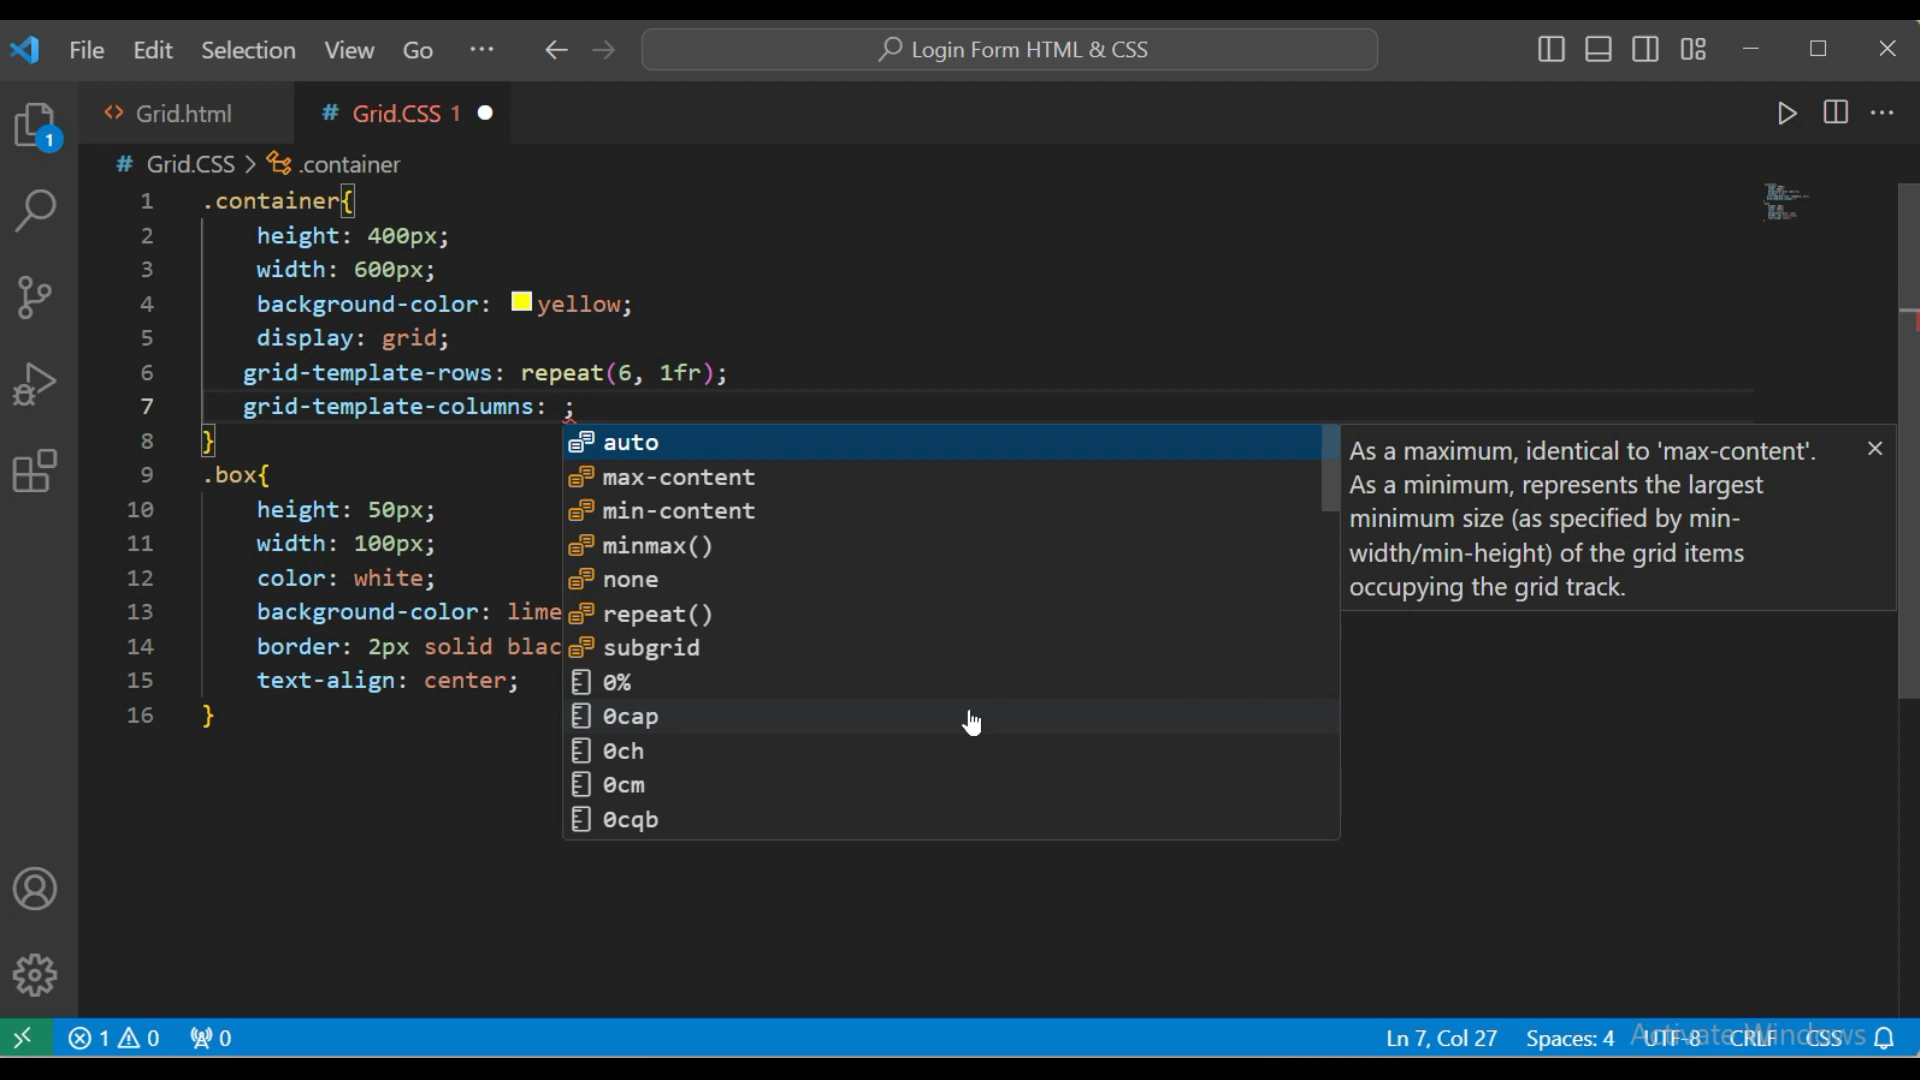 File Edit Selection View Go ··· Login Form HTML & CSS
Grid.html # Grid.CSS 1
# Grid.CSS > .container
1 .container{
2 height: 400px;
3 width: 600px;
4 background-color: yellow;
5 display: grid;
6 grid-template-rows: repeat(6, 1fr);
7 grid-template-columns: ;
8 }
9 .box{
10 height: 50px;
11 width: 100px;
12 color: white;
13 background-color: lime
14 border: 2px solid blac
15 text-align: center;
16 }
auto
max-content
min-content
minmax()
none
repeat()
subgrid
0%
0cap
0ch
0cm
0cqb
As a maximum, identical to 'max-content'.
As a minimum, represents the largest
minimum size (as specified by min-
width/min-height) of the grid items
occupying the grid track.
1
1 0 0 Ln 7, Col 27 Spaces: 4 UTF-8 CRLF CSS
Activate Windows